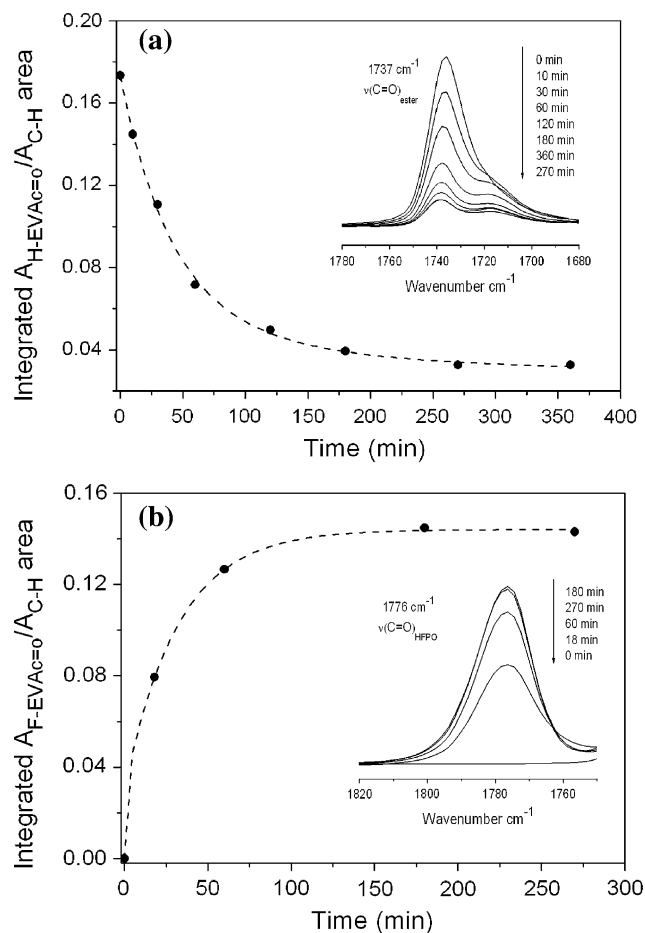 (a)
0.20
0.16
0.12
0.08
0.04
0 50 100 150 200 250 300 350 400
Time (min)
Integrated A_H-EVAc=o/A_C-H area
1737 cm⁻¹
ν(C=O)ester
0 min
10 min
30 min
60 min
120 min
180 min
360 min
270 min
1780 1760 1740 1720 1700 1680
Wavenumber cm⁻¹
(b)
0.16
0.12
0.08
0.04
0.00
0 50 100 150 200 250 300
Time (min)
Integrated A_F-EVAc=o/A_C-H area
1776 cm⁻¹
ν(C=O)HFPO
180 min
270 min
60 min
18 min
0 min
1820 1800 1780 1760
Wavenumber cm⁻¹